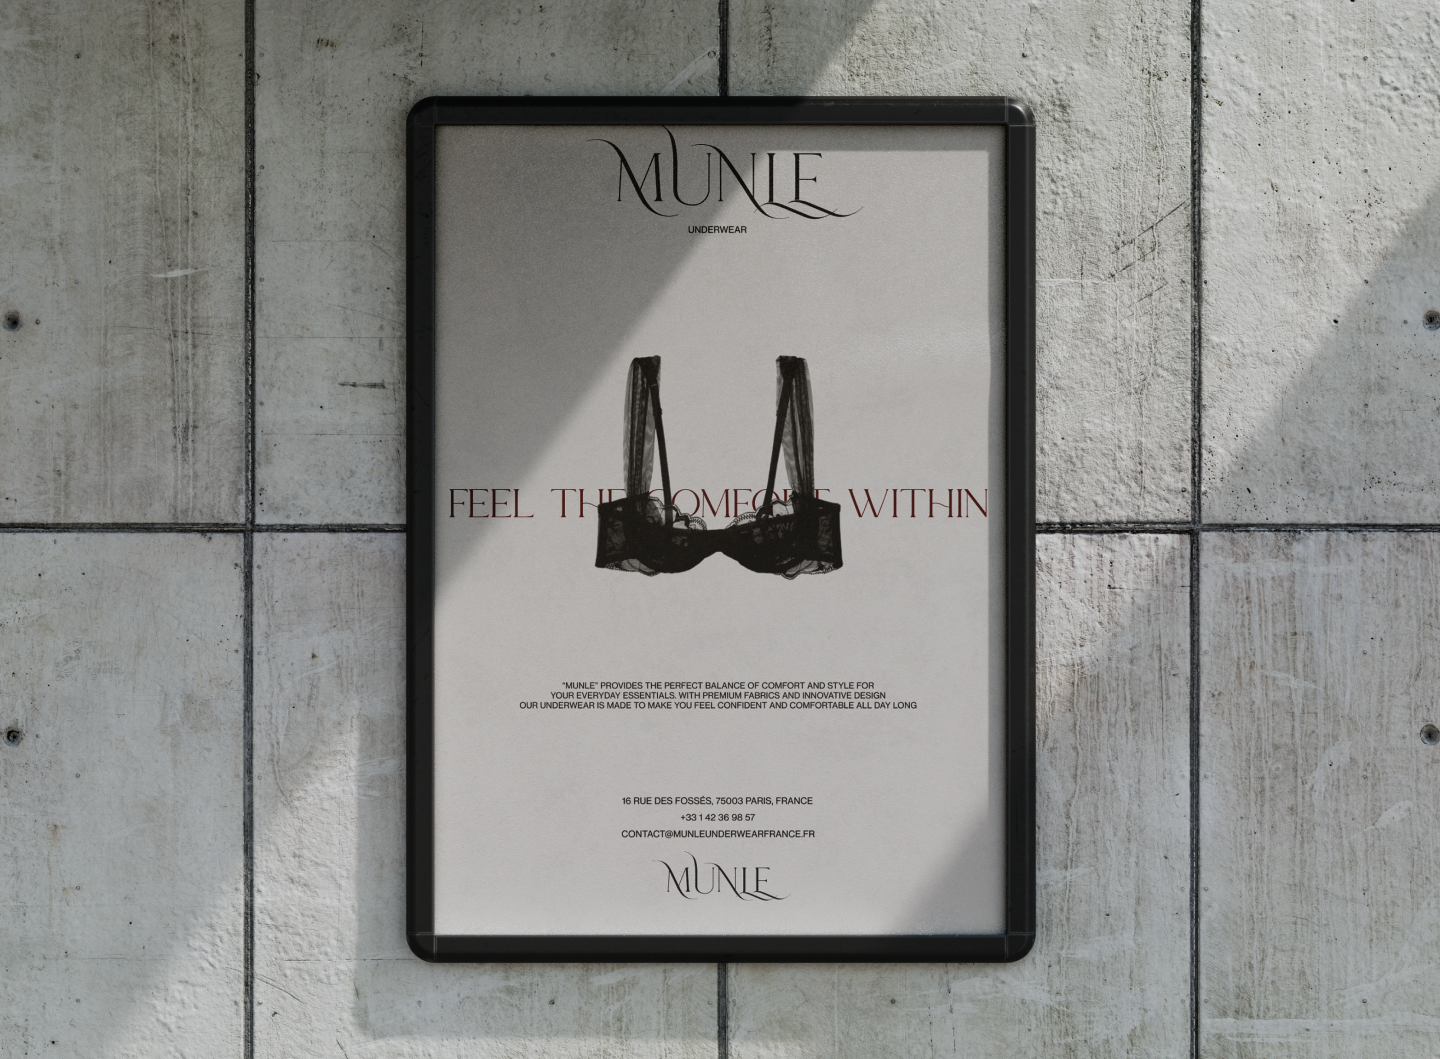 MUNLE
UNDERWEAR
FEEL THE COMFORT WITHIN
"MUNLE" PROVIDES THE PERFECT BALANCE OF COMFORT AND STYLE FOR
YOUR EVERYDAY ESSENTIALS. WITH PREMIUM FABRICS AND INNOVATIVE DESIGN
OUR UNDERWEAR IS MADE TO MAKE YOU FEEL CONFIDENT AND COMFORTABLE ALL DAY LONG
16 RUE DES FOSSÉS, 75003 PARIS, FRANCE
+33 1 42 36 98 57
CONTACT@MUNLEUNDERWEARFRANCE.FR
MUNLE